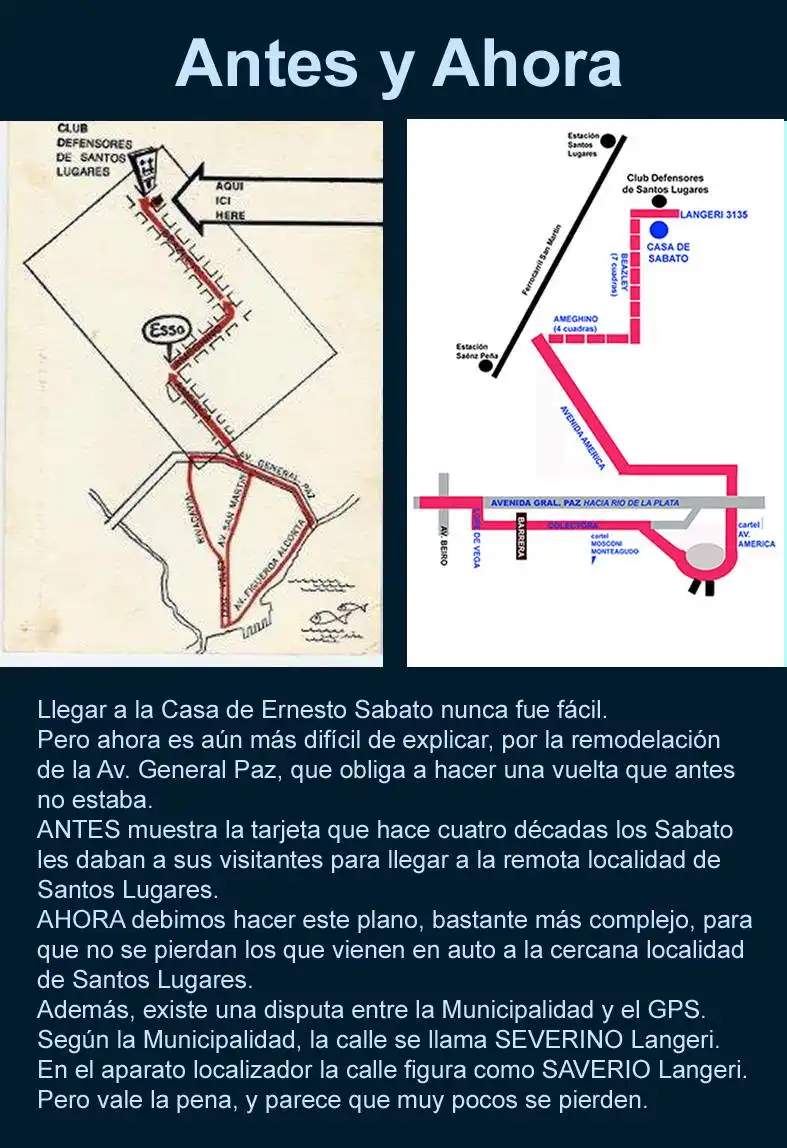 Antes y Ahora
CLUB
DEFENSORES
DE SANTOS
LUGARES
AQUI
ICI
HERE
ESSO
AV. GENERAL PAZ
AV. SAN MARTIN
AV. FIGUEROA ALCORTA
Estación
Santos
Lugares
Club Defensores
de Santos Lugares
LANGERI 3135
CASA DE
SABATO
Ferrocarril San Martin
BEAZLEY
(7 cuadras)
AMEGHINO
(4 cuadras)
Estación
Saénz Peña
AVENIDA AMERICA
AVENIDA GRAL. PAZ HACIA RIO DE LA PLATA
AV. BEIRO
LOPE DE VEGA
BARRERA
COLECTORA
cartel
MOSCONI
MONTEAGUDO
cartel
AV.
AMERICA
Llegar a la Casa de Ernesto Sabato nunca fue fácil.
Pero ahora es aún más difícil de explicar, por la remodelación
de la Av. General Paz, que obliga a hacer una vuelta que antes
no estaba.
ANTES muestra la tarjeta que hace cuatro décadas los Sabato
les daban a sus visitantes para llegar a la remota localidad de
Santos Lugares.
AHORA debimos hacer este plano, bastante más complejo, para
que no se pierdan los que vienen en auto a la cercana localidad
de Santos Lugares.
Además, existe una disputa entre la Municipalidad y el GPS.
Según la Municipalidad, la calle se llama SEVERINO Langeri.
En el aparato localizador la calle figura como SAVERIO Langeri.
Pero vale la pena, y parece que muy pocos se pierden.